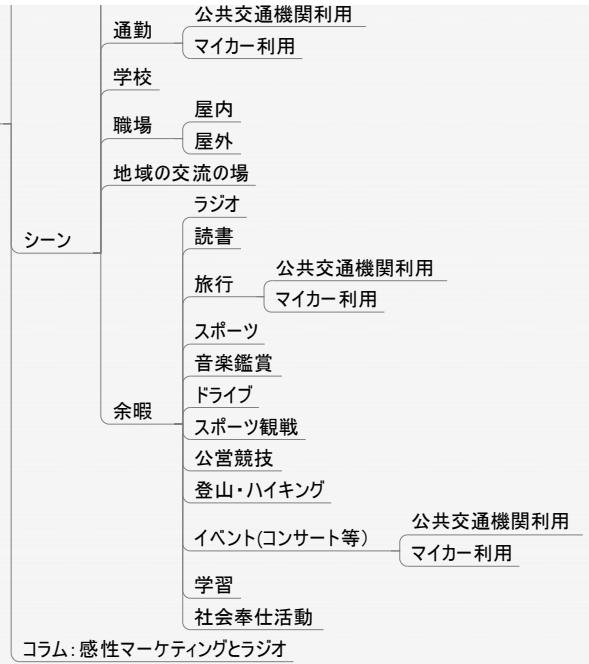 公共交通機関利用
通勤
マイカー利用
学校
屋内
職場
屋外
地域の交流の場
ラジオ
シーン
読書
公共交通機関利用
旅行
マイカー利用
スポーツ
音楽鑑賞
ドライブ
余暇
スポーツ観戦
公営競技
登山・ハイキング
公共交通機関利用
イベント(コンサート等）
マイカー利用
学習
社会奉仕活動
コラム：感性マーケティングとラジオ